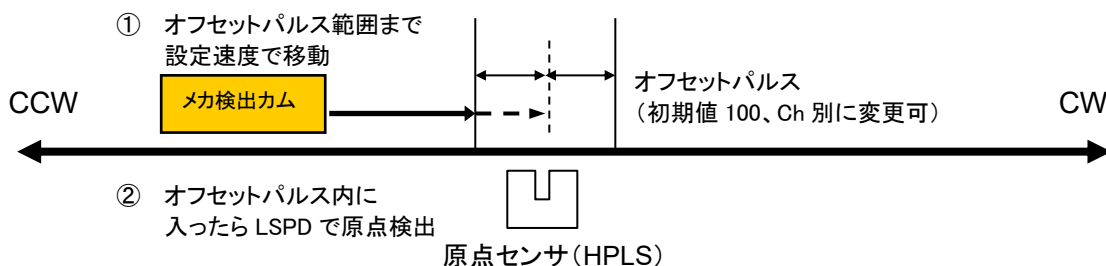 ① オフセットパルス範囲まで
設定速度で移動
メカ検出カム
オフセットパルス
（初期値 100、Ch 別に変更可）
CCW
CW
② オフセットパルス内に
入ったら LSPD で原点検出
原点センサ（HPLS）